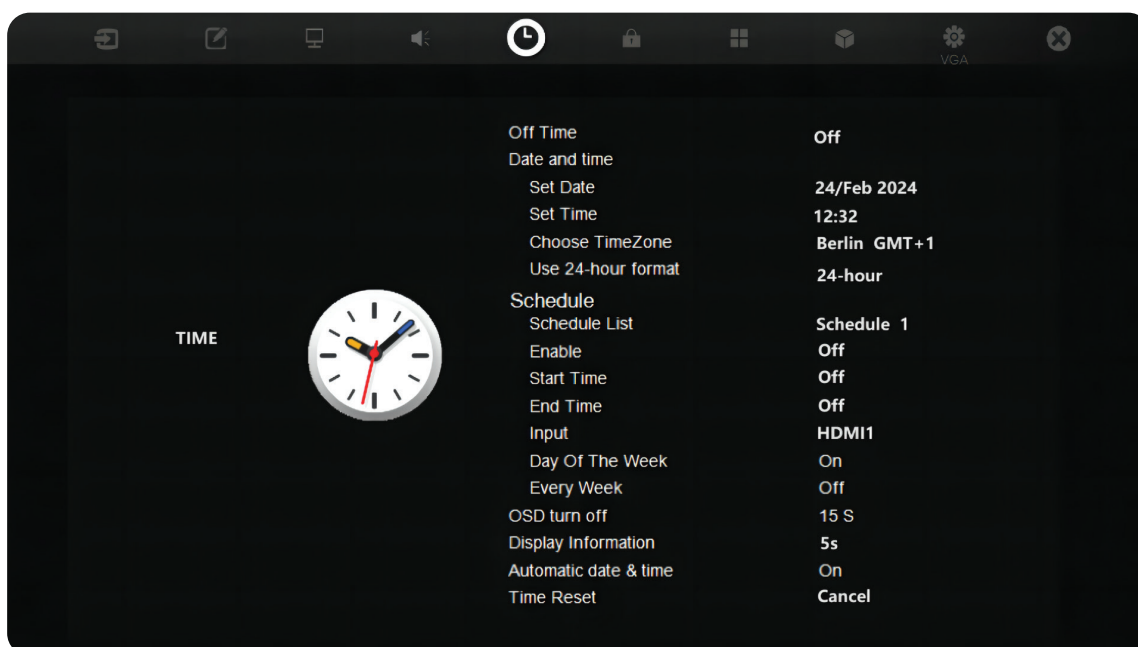 VGA
Off Time Off
Date and time
Set Date 24/Feb 2024
Set Time 12:32
Choose TimeZone Berlin GMT+1
Use 24-hour format 24-hour
Schedule
Schedule List Schedule 1
TIME
Enable Off
Start Time Off
End Time Off
Input HDMI1
Day Of The Week On
Every Week Off
OSD turn off 15 S
Display Information 5s
Automatic date & time On
Time Reset Cancel